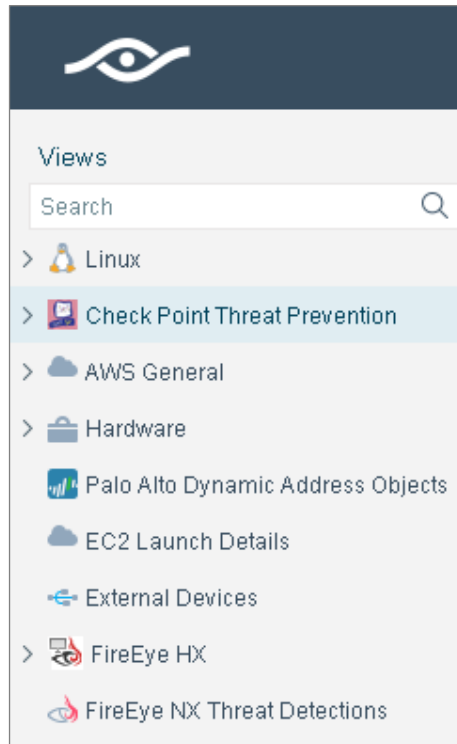 Views
Search
Linux
Check Point Threat Prevention
AWS General
Hardware
Palo Alto Dynamic Address Objects
EC2 Launch Details
External Devices
FireEye HX
FireEye NX Threat Detections